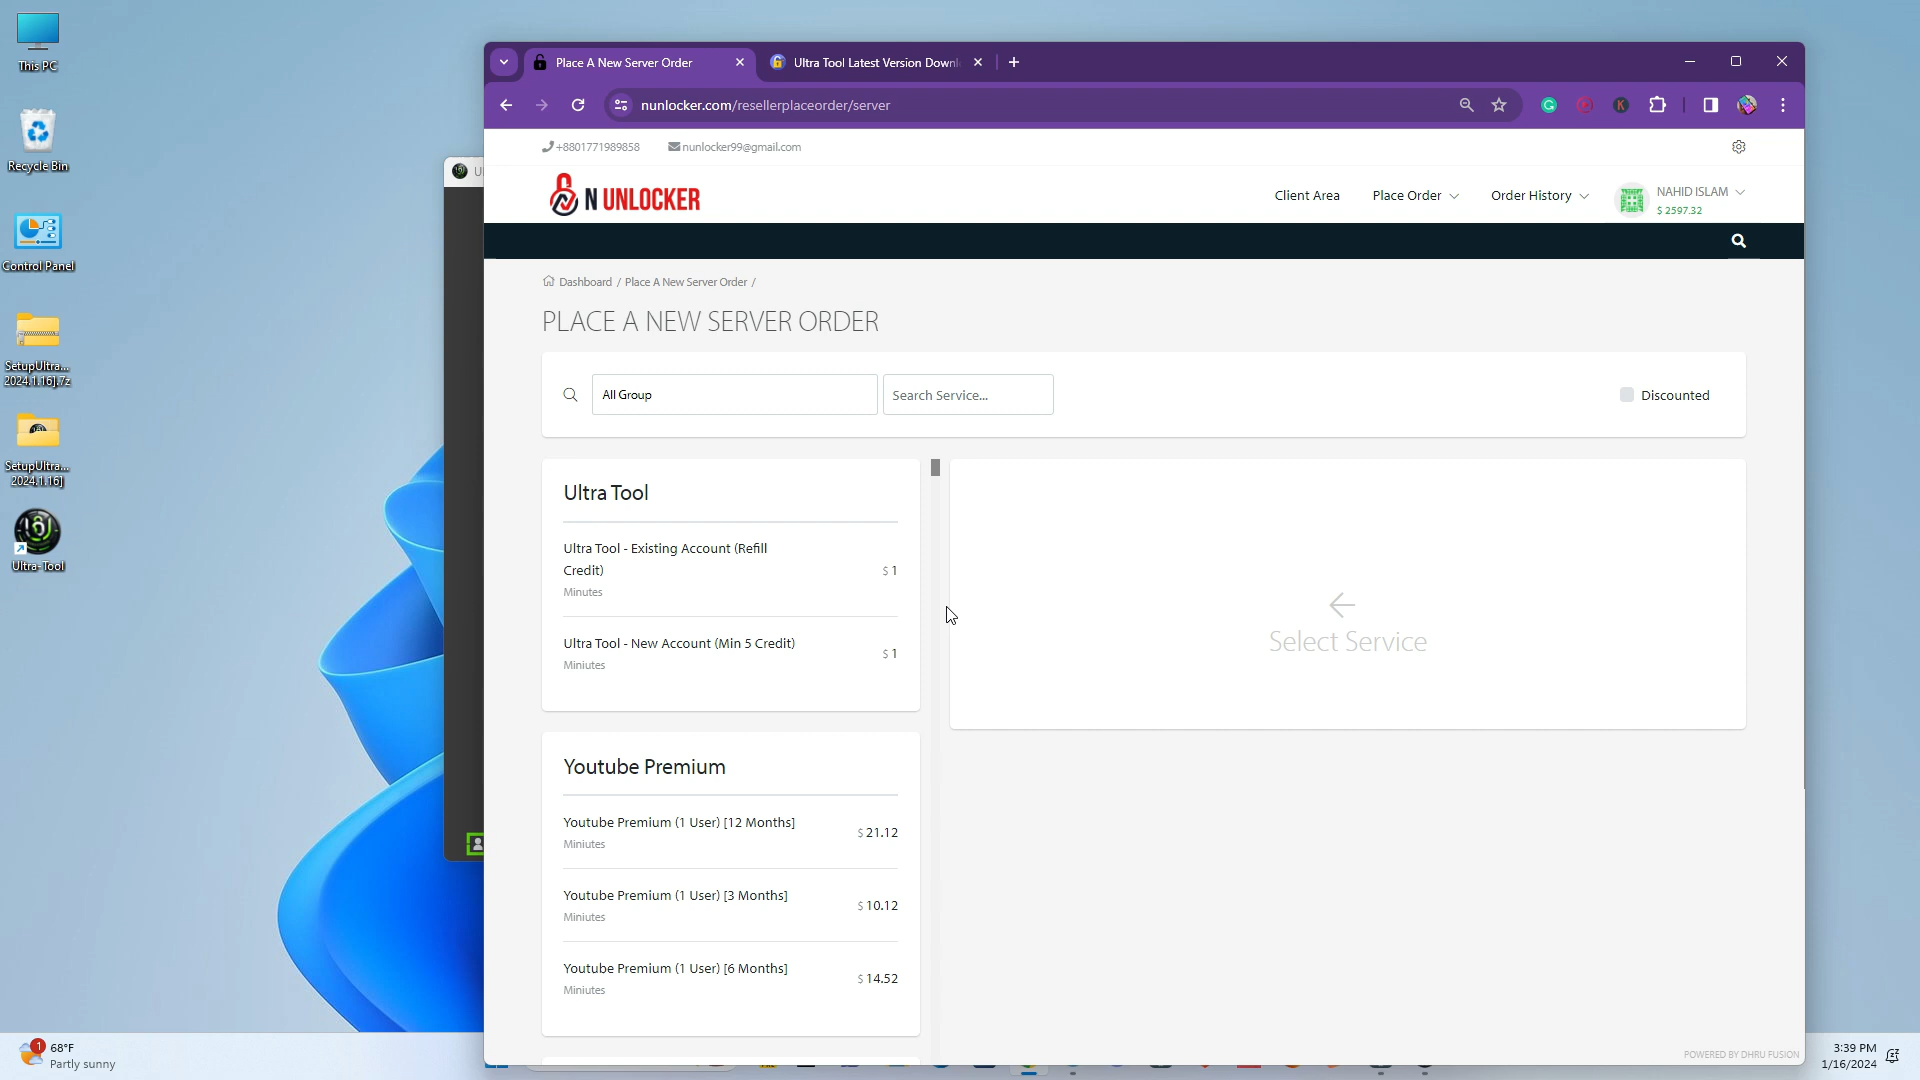 This PC
Recycle Bin
Control Panel
SetupUltra...
2024.1.16].7z
SetupUltra...
2024.1.16]
Ultra-Tool
Place A New Server Order
Ultra Tool Latest Version Downl
nunlocker.com/resellerplaceorder/server
+8801771989858
nunlocker99@gmail.com
N UNLOCKER
Client Area
Place Order
Order History
NAHID ISLAM
$ 2597.32
Dashboard / Place A New Server Order /
PLACE A NEW SERVER ORDER
All Group
Search Service...
Discounted
Ultra Tool
Ultra Tool - Existing Account (Refill
Credit)
$ 1
Minutes
Ultra Tool - New Account (Min 5 Credit)
$ 1
Miniutes
Select Service
Youtube Premium
Youtube Premium (1 User) [12 Months]
$ 21.12
Miniutes
Youtube Premium (1 User) [3 Months]
$ 10.12
Miniutes
Youtube Premium (1 User) [6 Months]
$ 14.52
Miniutes
POWERED BY DHRU FUSION
1
68°F
Partly sunny
3:39 PM
1/16/2024